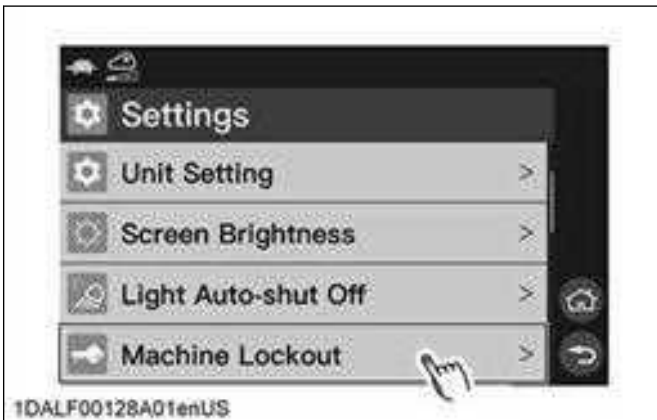 Settings
Unit Setting >
Screen Brightness >
Light Auto-shut Off >
Machine Lockout >
1DALF00128A01enUS